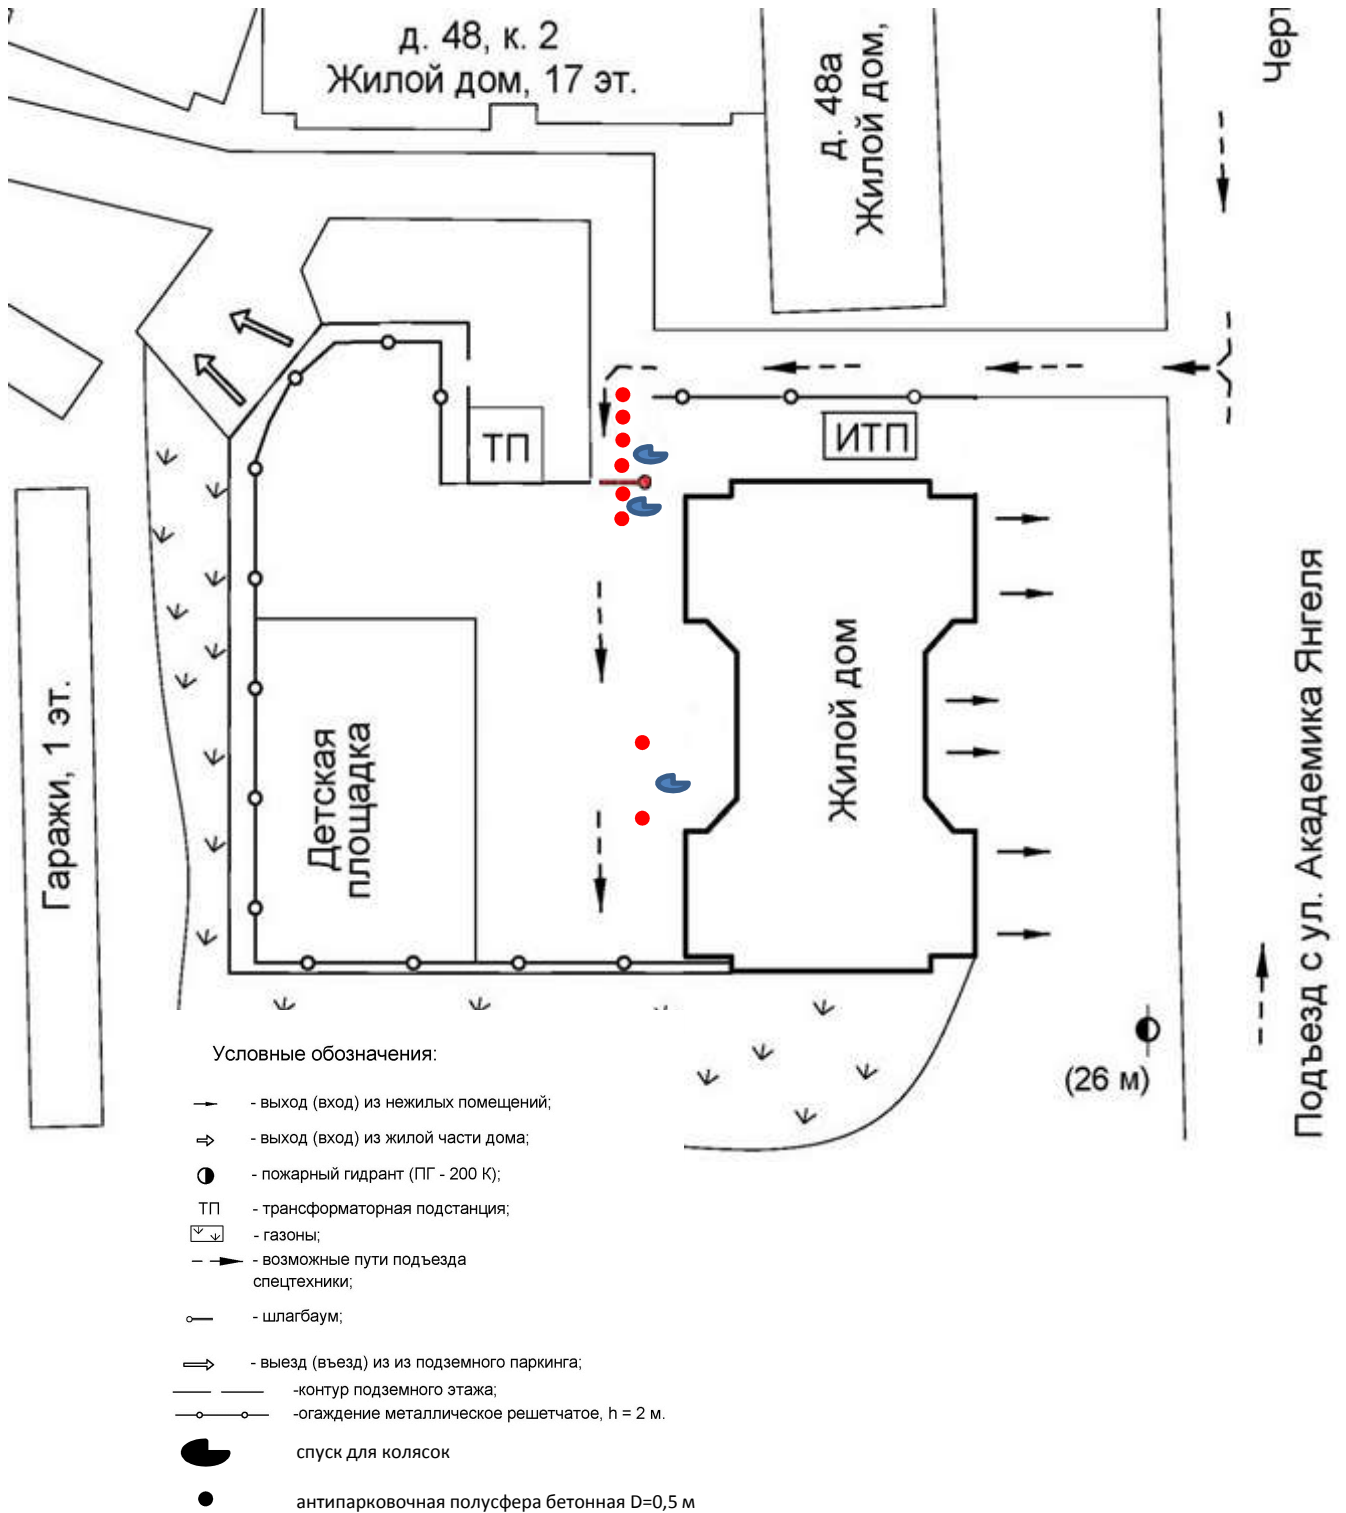 д. 48, к. 2
Жилой дом, 17 эт.
д. 48а
Жилой дом,
Черт
ТП
ИТП
Жилой дом
Детская
площадка
Гаражи, 1 эт.
Подъезд с ул. Академика Янгеля
(26 м)
Условные обозначения:
- выход (вход) из нежилых помещений;
- выход (вход) из жилой части дома;
- пожарный гидрант (ПГ - 200 К);
ТП - трансформаторная подстанция;
- газоны;
- возможные пути подъезда
спецтехники;
- шлагбаум;
- выезд (въезд) из из подземного паркинга;
-контур подземного этажа;
-огаждение металлическое решетчатое, h = 2 м.
спуск для колясок
антипарковочная полусфера бетонная D=0,5 м